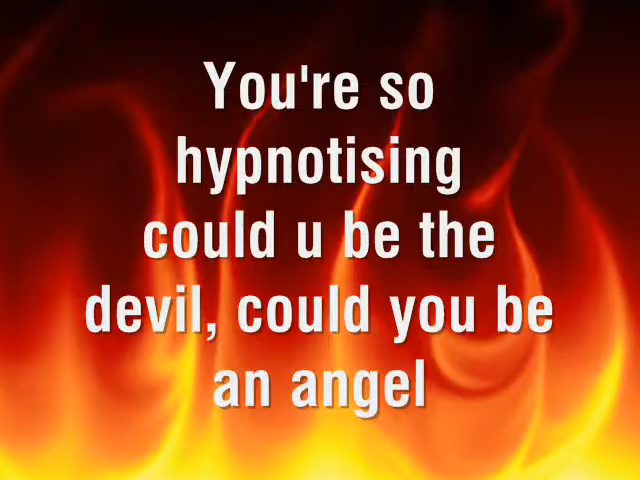 You're so
hypnotising
could u be the
devil, could you be
an angel